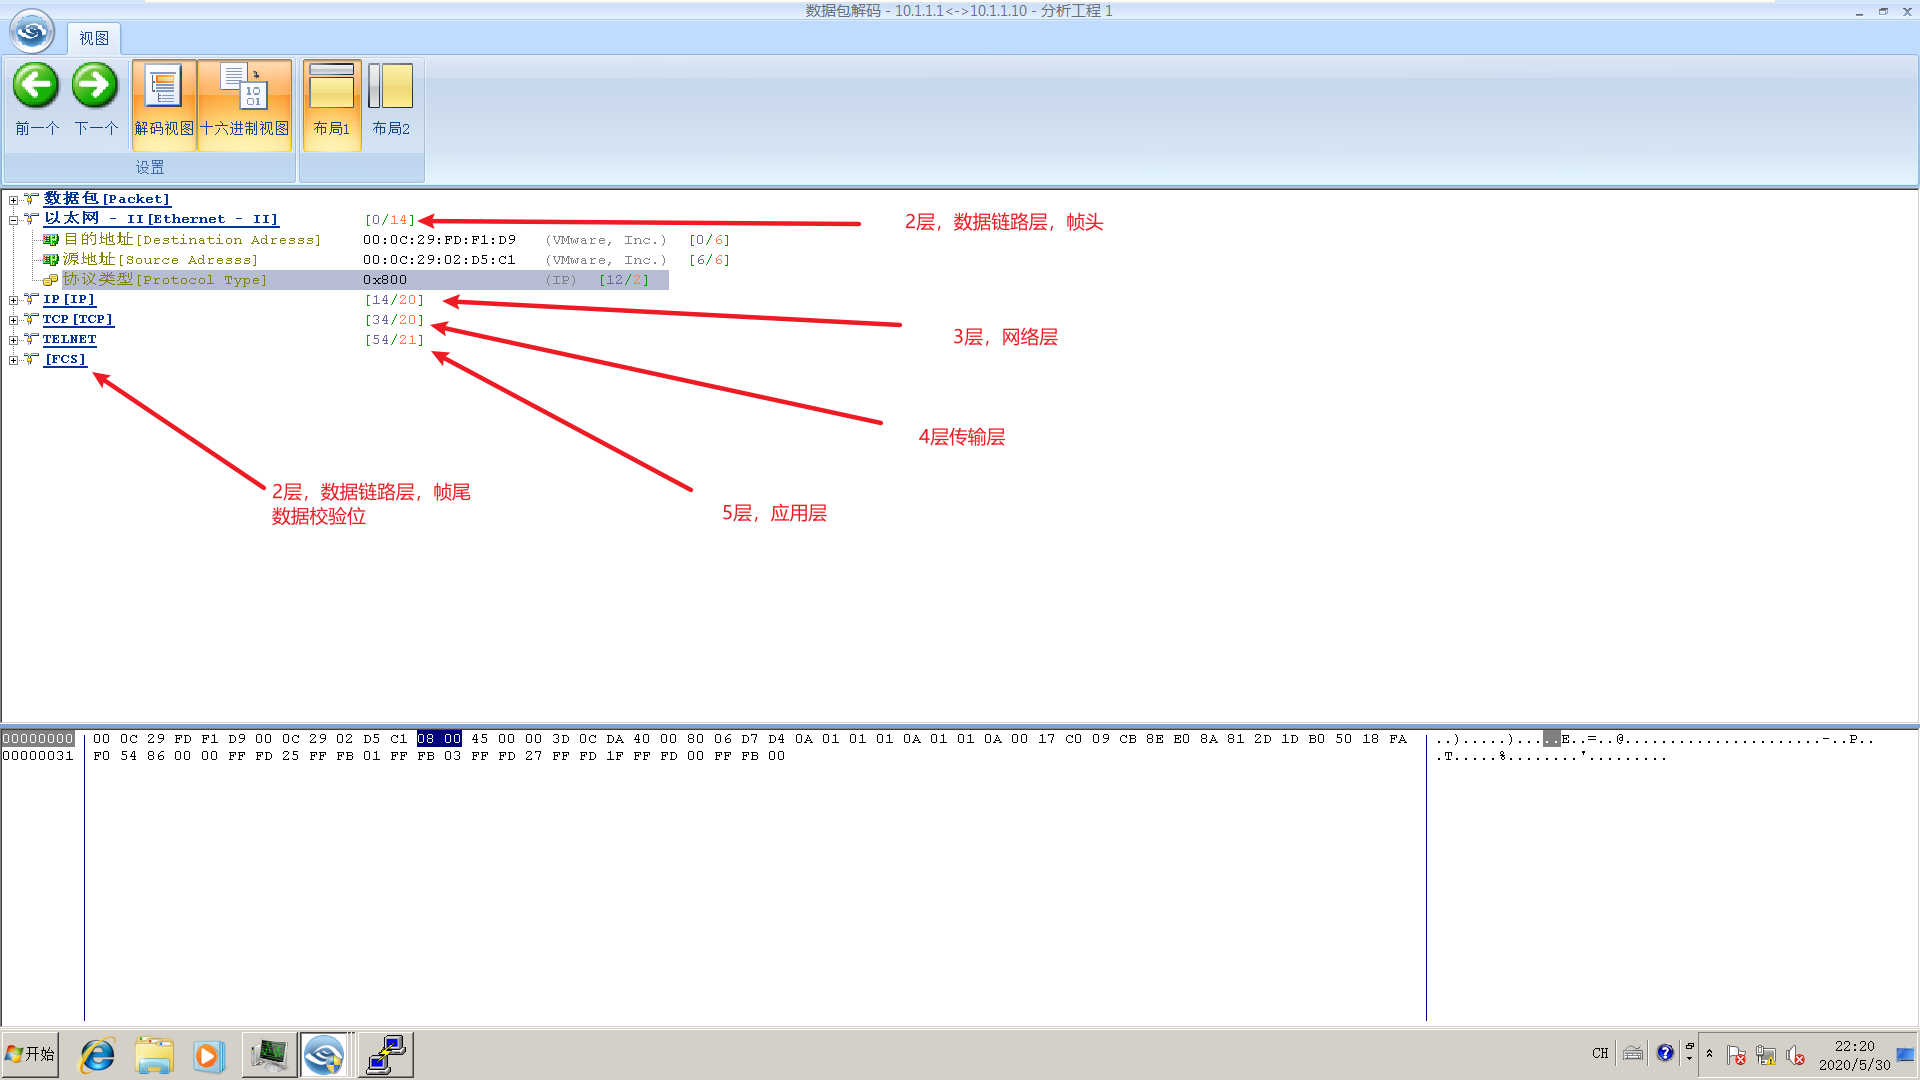 数据包解码 - 10.1.1.1<->10.1.1.10 - 分析工程 1
视图
前一个 下一个 解码视图 十六进制视图 布局1 布局2
设置
数据包[Packet]
以太网 - II[Ethernet - II] [0/14]
2层，数据链路层，帧头
目的地址[Destination Adresss] 00:0C:29:FD:F1:D9 (VMware, Inc.) [0/6]
源地址[Source Adresss] 00:0C:29:02:D5:C1 (VMware, Inc.) [6/6]
协议类型[Protocol Type] 0x800 (IP) [12/2]
IP[IP] [14/20]
TCP[TCP] [34/20]
3层，网络层
TELNET [54/21]
[FCS]
4层传输层
2层，数据链路层，帧尾
数据校验位
5层，应用层
00000000 00 0C 29 FD F1 D9 00 0C 29 02 D5 C1 08 00 45 00 00 3D 0C DA 40 00 80 06 D7 D4 0A 01 01 01 0A 01 01 0A 00 17 C0 09 CB 8E E0 8A 81 2D 1D B0 50 18 FA ..).....).....E..=..@......................-..P..
00000031 F0 54 86 00 00 FF FD 25 FF FB 01 FF FB 03 FF FD 27 FF FD 1F FF FD 00 FF FB 00 .T.....%........'.........
开始
CH
22:20
2020/5/30